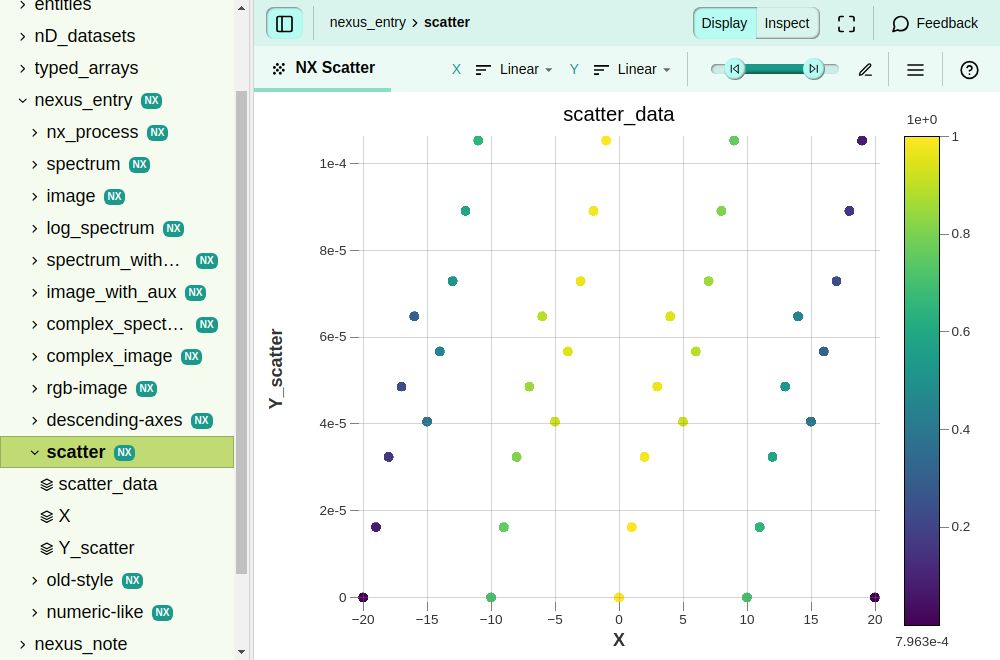 entities
nD_datasets
typed_arrays
nexus_entry NX
nx_process NX
spectrum NX
image NX
log_spectrum NX
spectrum_with… NX
image_with_aux NX
complex_spect… NX
complex_image NX
rgb-image NX
descending-axes NX
scatter NX
scatter_data
X
Y_scatter
old-style NX
numeric-like NX
nexus_note
nexus_entry › scatter
Display Inspect
Feedback
NX Scatter
X Linear
Y Linear
scatter_data
1e+0
1
0.8
0.6
0.4
0.2
7.963e-4
Y_scatter
1e-4
8e-5
6e-5
4e-5
2e-5
0
−20 −15 −10 −5 0 5 10 15 20
X